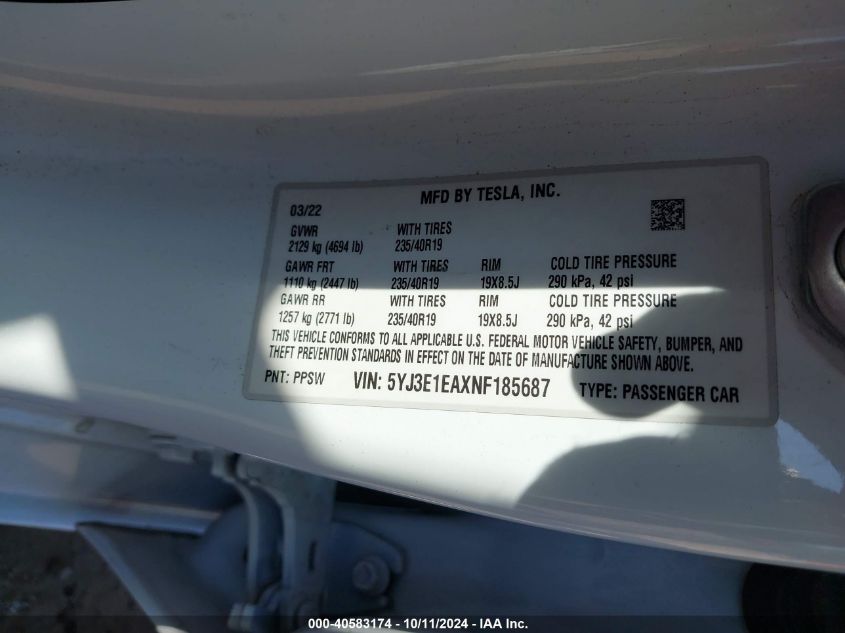 MFD BY TESLA, INC.
03/22
GVWR WITH TIRES
2129 kg (4694 lb) 235/40R19
GAWR FRT WITH TIRES RIM COLD TIRE PRESSURE
1110 kg (2447 lb) 235/40R19 19X8.5J 290 kPa, 42 psi
GAWR RR WITH TIRES RIM COLD TIRE PRESSURE
1257 kg (2771 lb) 235/40R19 19X8.5J 290 kPa, 42 psi
THIS VEHICLE CONFORMS TO ALL APPLICABLE U.S. FEDERAL MOTOR VEHICLE SAFETY, BUMPER, AND
THEFT PREVENTION STANDARDS IN EFFECT ON THE DATE OF MANUFACTURE SHOWN ABOVE.
PNT: PPSW VIN: 5YJ3E1EAXNF185687 TYPE: PASSENGER CAR
000-40583174 - 10/11/2024 - IAA Inc.